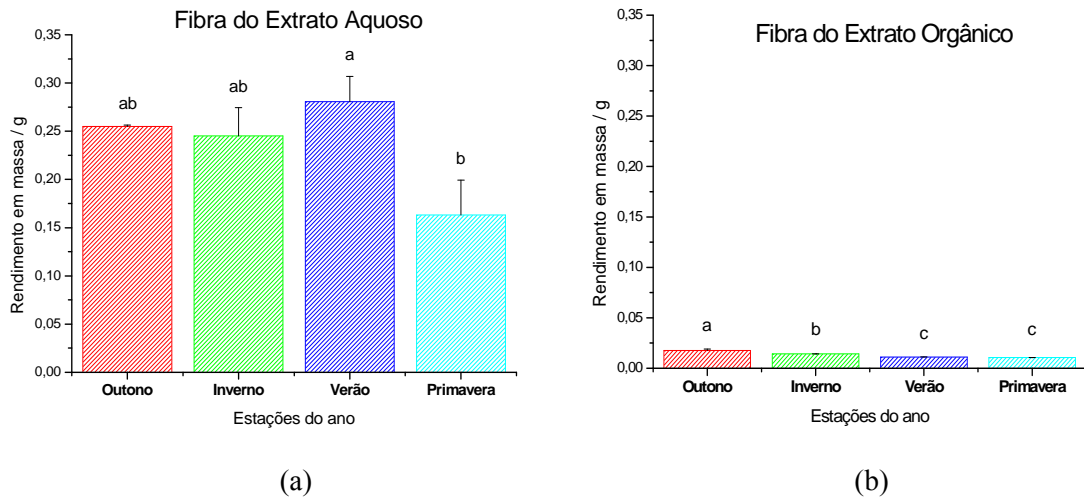 Fibra do Extrato Aquoso
Rendimento em massa / g
0,35
0,30
0,25
0,20
0,15
0,10
0,05
0,00
ab
ab
a
b
Outono
Inverno
Verão
Primavera
Estações do ano
(a)
Fibra do Extrato Orgânico
Rendimento em massa / g
0,35
0,30
0,25
0,20
0,15
0,10
0,05
0,00
a
b
c
c
Outono
Inverno
Verão
Primavera
Estações do ano
(b)